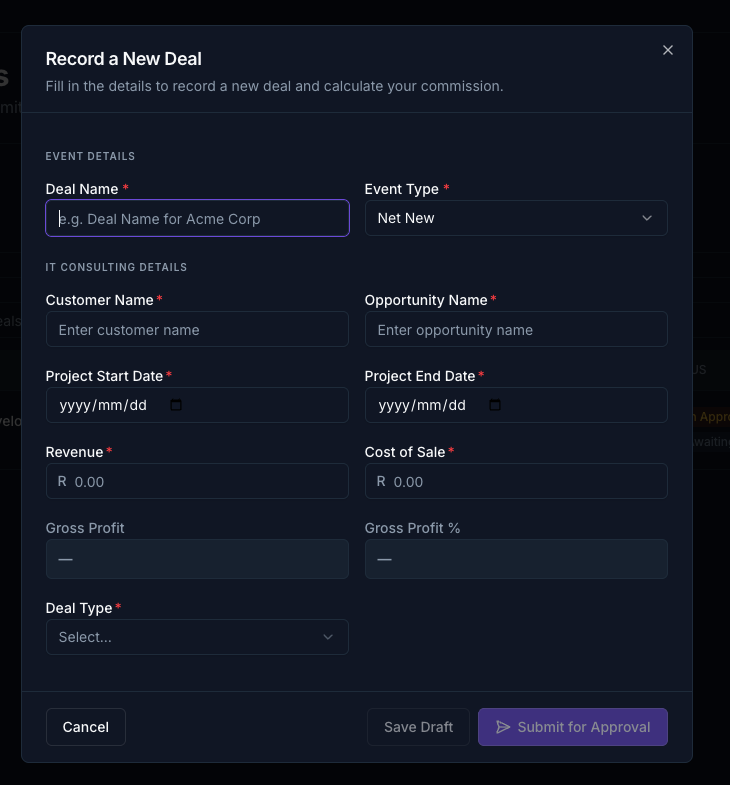 Record a New Deal
Fill in the details to record a new deal and calculate your commission.
EVENT DETAILS
Deal Name *
Event Type *
e.g. Deal Name for Acme Corp
Net New
IT CONSULTING DETAILS
Customer Name *
Opportunity Name *
Enter customer name
Enter opportunity name
Project Start Date *
Project End Date *
yyyy/mm/dd
yyyy/mm/dd
Revenue *
Cost of Sale *
R 0.00
R 0.00
Gross Profit
Gross Profit %
—
—
Deal Type *
Select...
Cancel
Save Draft
Submit for Approval